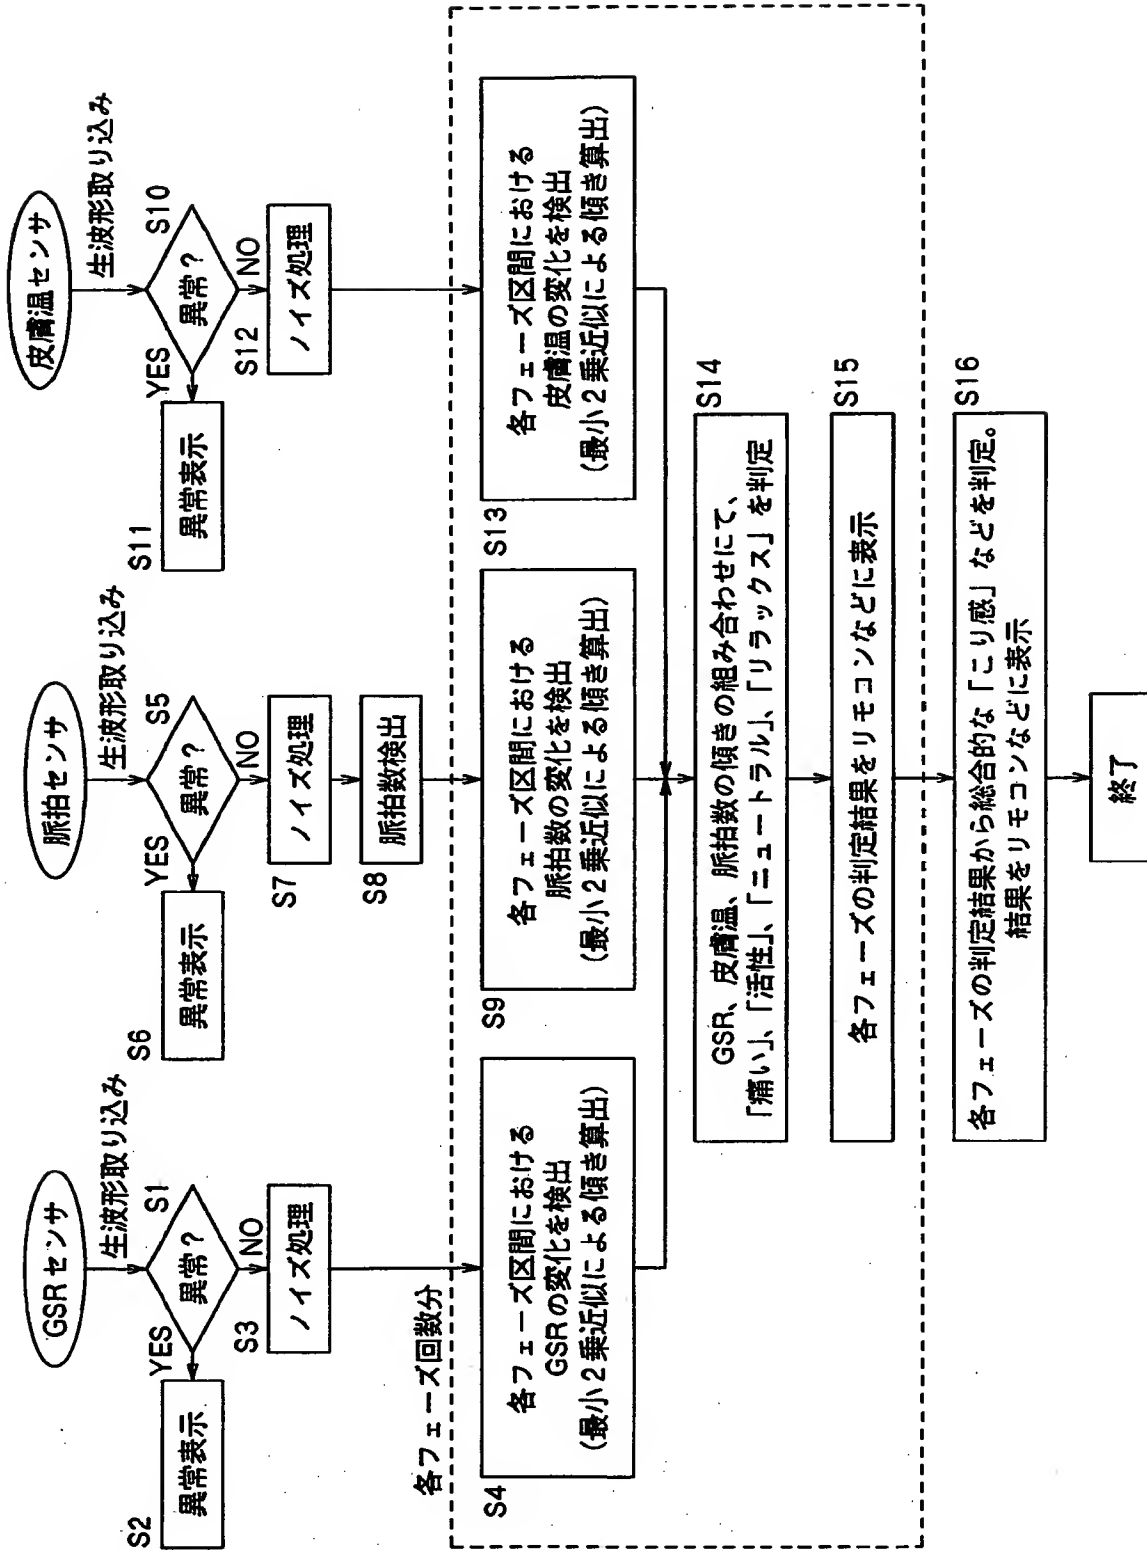 GSRセンサ
生波形取り込み
S1
異常?
YES
S2
異常表示
NO
S3
ノイズ処理
脈拍センサ
生波形取り込み
S5
異常?
YES
S6
異常表示
NO
S7
ノイズ処理
S8
脈拍数検出
皮膚温センサ
生波形取り込み
S10
異常?
YES
S11
異常表示
NO
S12
ノイズ処理
各フェーズ回数分
S4
各フェーズ区間における
GSRの変化を検出
(最小2乗近似による傾き算出)
S9
各フェーズ区間における
脈拍数の変化を検出
(最小2乗近似による傾き算出)
S13
各フェーズ区間における
皮膚温の変化を検出
(最小2乗近似による傾き算出)
S14
GSR、皮膚温、脈拍数の傾きの組み合わせにて、
「痛い」、「活性」、「ニュートラル」、「リラックス」を判定
S15
各フェーズの判定結果をリモコンなどに表示
S16
各フェーズの判定結果から総合的な「こり感」などを判定。
結果をリモコンなどに表示
終了